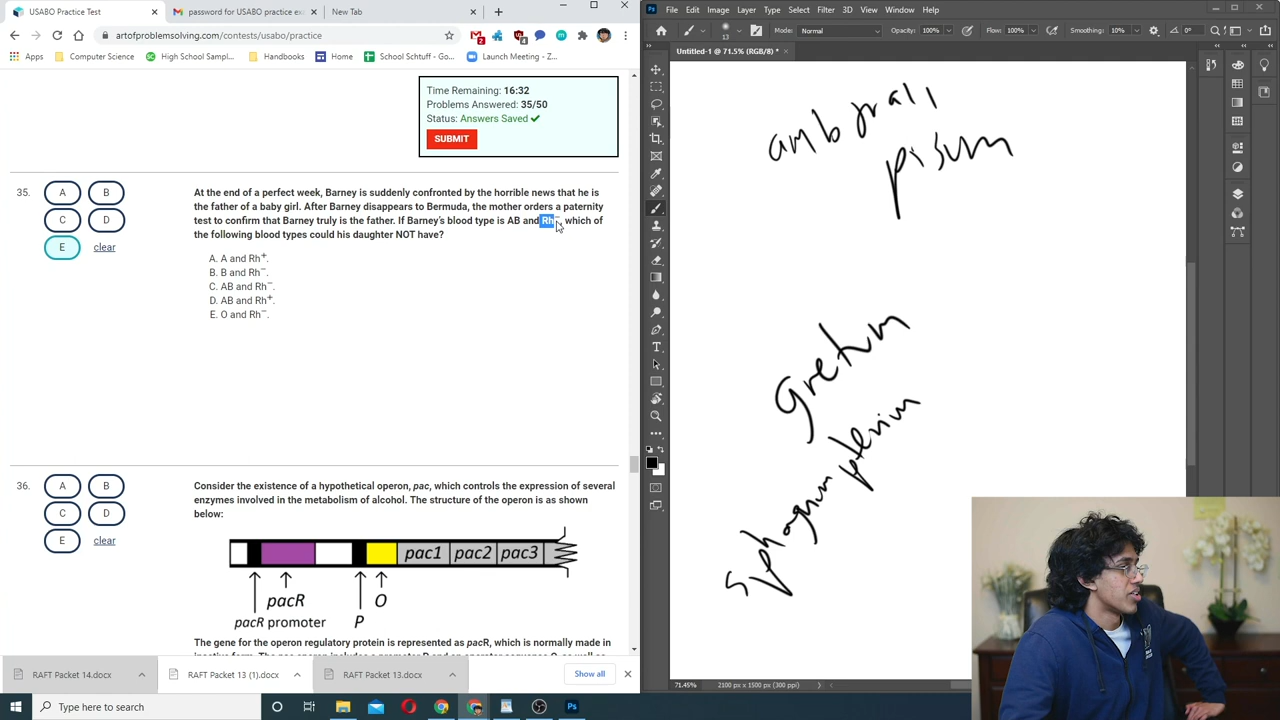 USABO Practice Test
password for USABO practice ex
New Tab
artofproblemsolving.com/contests/usabo/practice
Apps
Computer Science
High School Sampl...
Handbooks
Home
School Schtuff - Go...
Launch Meeting - Z...
Time Remaining: 16:32
Problems Answered: 35/50
Status: Answers Saved ✔
SUBMIT
35.
A
B
C
D
E
clear
At the end of a perfect week, Barney is suddenly confronted by the horrible news that he is
the father of a baby girl. After Barney disappears to Bermuda, the mother orders a paternity
test to confirm that Barney truly is the father. If Barney's blood type is AB and Rh⁻, which of
the following blood types could his daughter NOT have?
A. A and Rh⁺.
B. B and Rh⁻.
C. AB and Rh⁻.
D. AB and Rh⁺.
E. O and Rh⁻.
36.
A
B
C
D
E
clear
Consider the existence of a hypothetical operon, pac, which controls the expression of several
enzymes involved in the metabolism of alcohol. The structure of the operon is as shown
below:
pac1
pac2
pac3
pacR
O
pacR promoter
P
The gene for the operon regulatory protein is represented as pacR, which is normally made in
RAFT Packet 14.docx
RAFT Packet 13 (1).docx
RAFT Packet 13.docx
Show all
Type here to search
File
Edit
Image
Layer
Type
Select
Filter
3D
View
Window
Help
13
Mode:
Normal
Opacity:
100%
Flow:
100%
Smoothing:
10%
0°
Untitled-1 @ 71.5% (RGB/8) *
pisum
71.45%
2100 px x 1500 px (300 ppi)